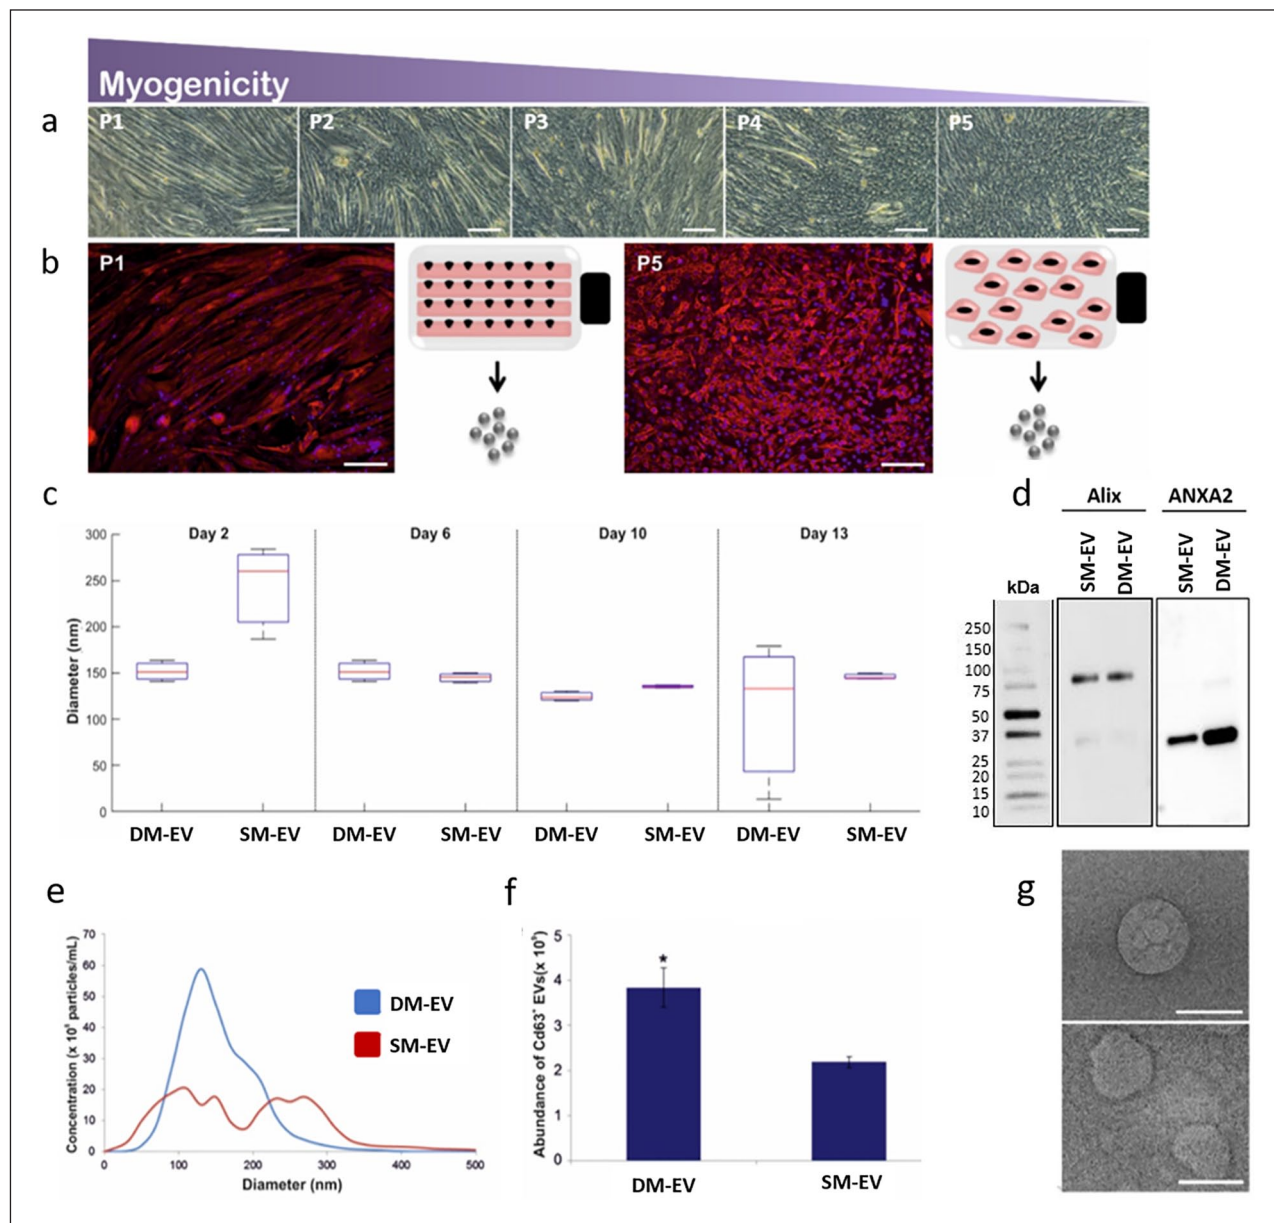 Myogenicity
a
P1 P2 P3 P4 P5
b
P1 P5
c
Day 2 Day 6 Day 10 Day 13
Diameter (nm)
300
250
200
150
100
50
0
DM-EV SM-EV DM-EV SM-EV DM-EV SM-EV DM-EV SM-EV
d
Alix ANXA2
kDa SM-EV DM-EV SM-EV DM-EV
250
150
100
75
50
37
25
20
15
10
e
Concentration (x 10⁸ particles/mL)
70
60
50
40
30
20
10
0
0 100 200 300 400 500
Diameter (nm)
DM-EV
SM-EV
f
Abundance of Cd63⁺ EVs(x 10⁹)
5
4
3
2
1
0
*
DM-EV SM-EV
g